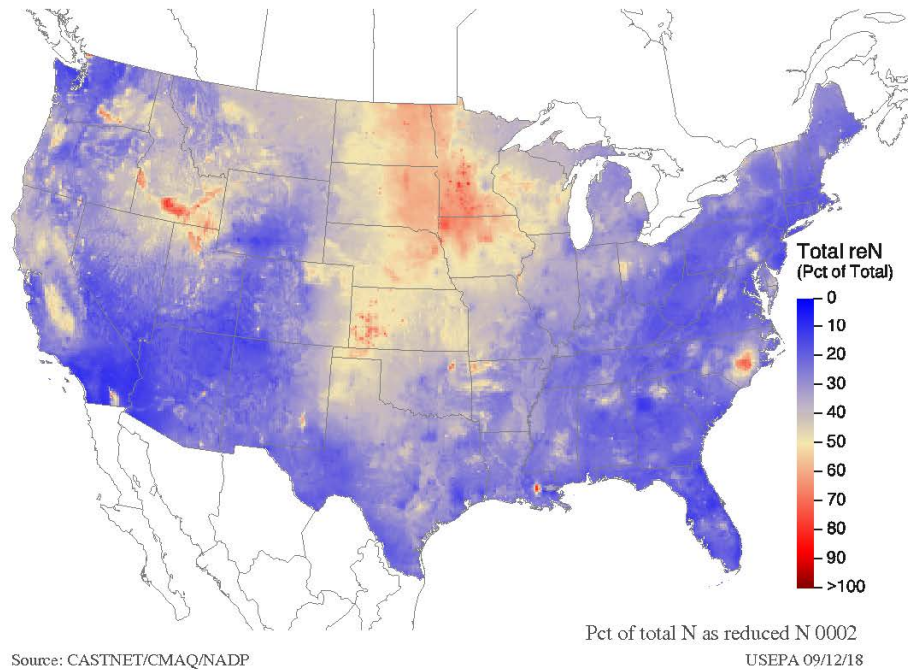 Total reN
(Pct of Total)
0
10
20
30
40
50
60
70
80
90
>100
Pct of total N as reduced N 0002
Source: CASTNET/CMAQ/NADP
USEPA 09/12/18